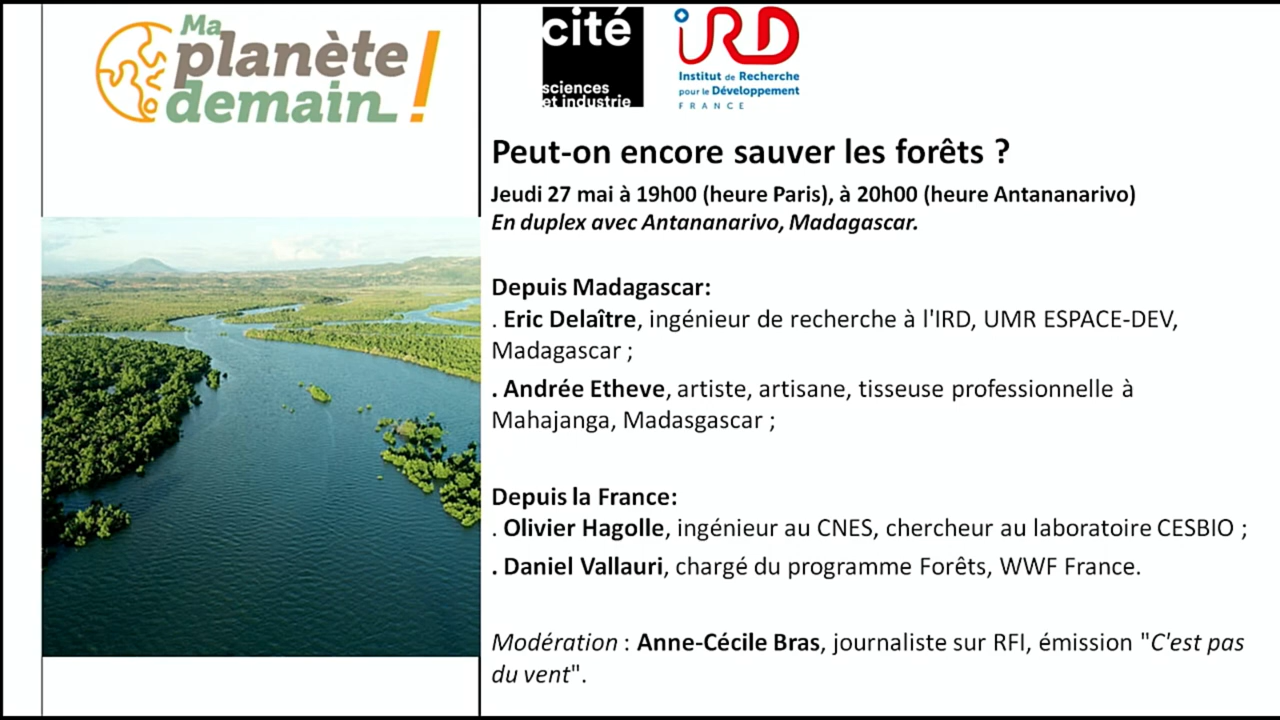 Ma
planète
demain !
cité
sciences
et industrie
IRD
Institut de Recherche
pour le Développement
FRANCE
Peut-on encore sauver les forêts ?
Jeudi 27 mai à 19h00 (heure Paris), à 20h00 (heure Antananarivo)
En duplex avec Antananarivo, Madagascar.
Depuis Madagascar:
. Eric Delaître, ingénieur de recherche à l'IRD, UMR ESPACE-DEV,
Madagascar ;
. Andrée Etheve, artiste, artisane, tisseuse professionnelle à
Mahajanga, Madasgascar ;
Depuis la France:
. Olivier Hagolle, ingénieur au CNES, chercheur au laboratoire CESBIO ;
. Daniel Vallauri, chargé du programme Forêts, WWF France.
Modération : Anne-Cécile Bras, journaliste sur RFI, émission "C'est pas
du vent".